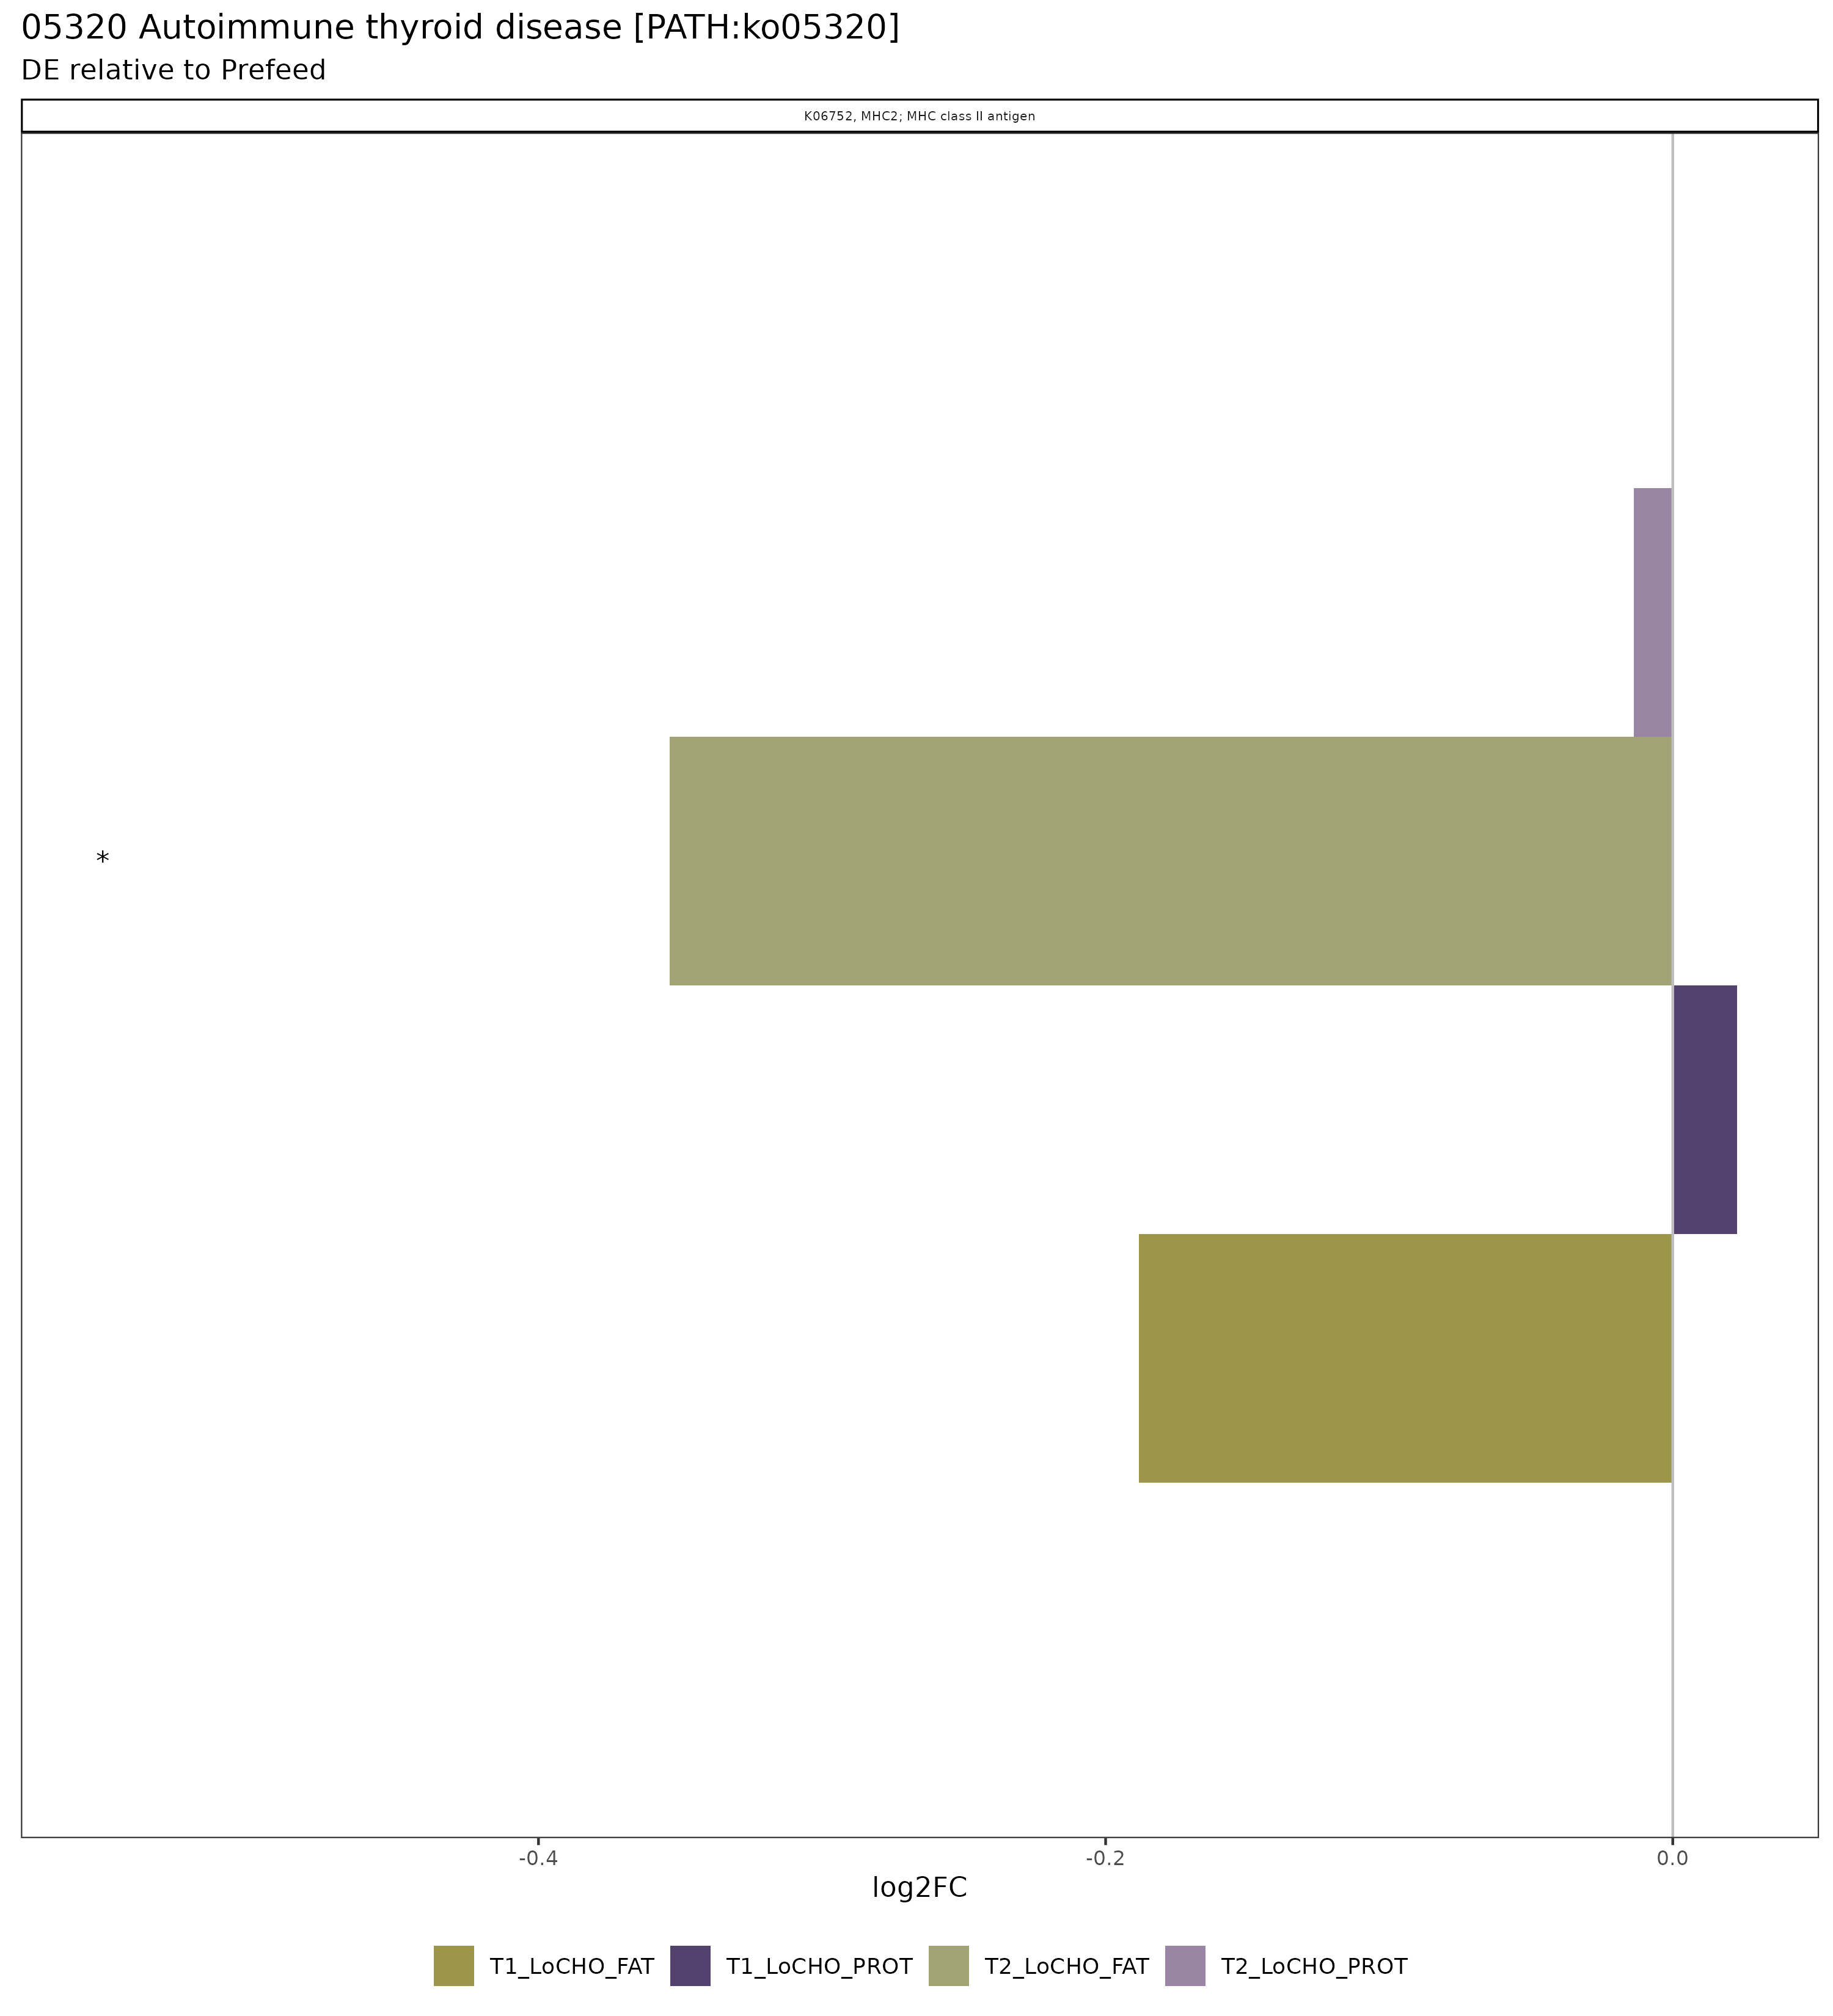 05320 Autoimmune thyroid disease [PATH:ko05320]
DE relative to Prefeed
K06752, MHC2; MHC class II antigen
*
-0.4 -0.2 0.0
log2FC
T1_LoCHO_FAT T1_LoCHO_PROT T2_LoCHO_FAT T2_LoCHO_PROT